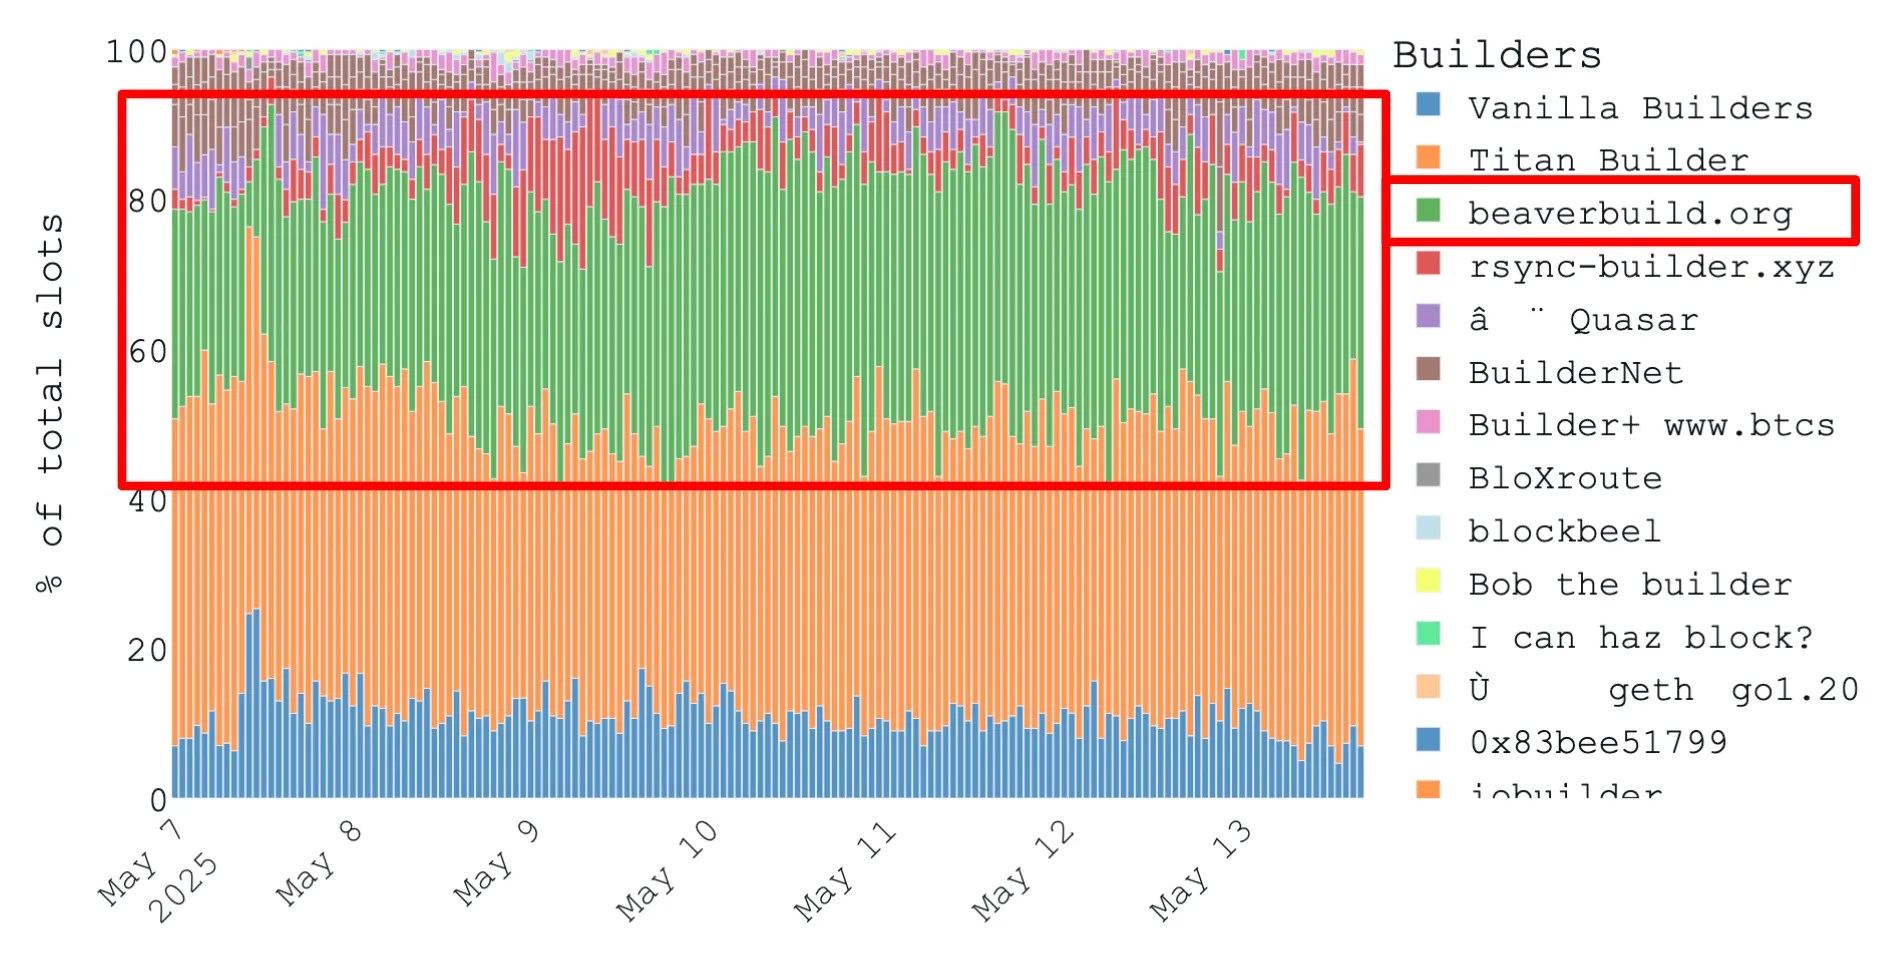 % of total slots
100
80
60
40
20
0
May 7
2025
May 8
May 9
May 10
May 11
May 12
May 13
Builders
Vanilla Builders
Titan Builder
beaverbuild.org
rsync-builder.xyz
â ¨ Quasar
BuilderNet
Builder+ www.btcs
BloXroute
blockbeel
Bob the builder
I can haz block?
Ù geth go1.20
0x83bee51799